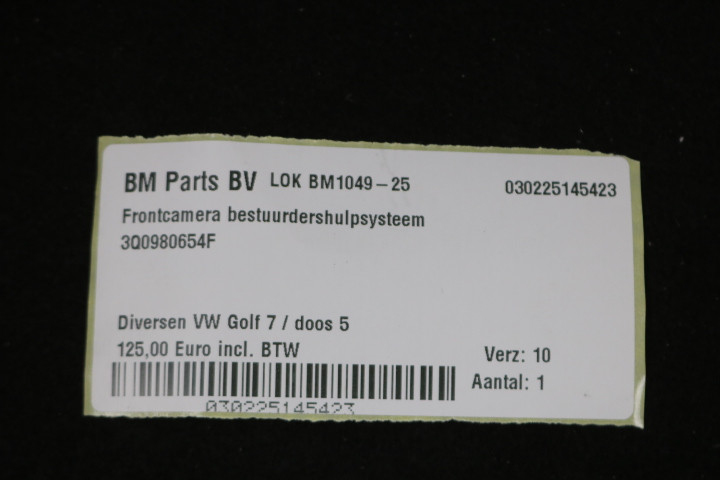 BM Parts BV LOK BM1049-25 030225145423
Frontcamera bestuurdershulpsysteem
3Q0980654F
Diversen VW Golf 7 / doos 5
125,00 Euro incl. BTW Verz: 10
Aantal: 1
030225145423